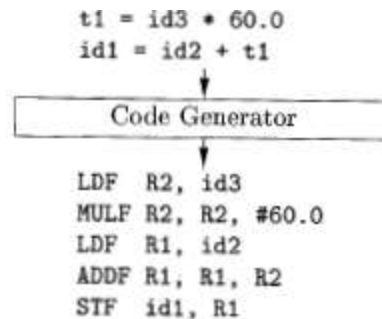 t1 = id3 * 60.0
id1 = id2 + t1
Code Generator
LDF R2, id3
MULF R2, R2, #60.0
LDF R1, id2
ADDF R1, R1, R2
STF id1, R1